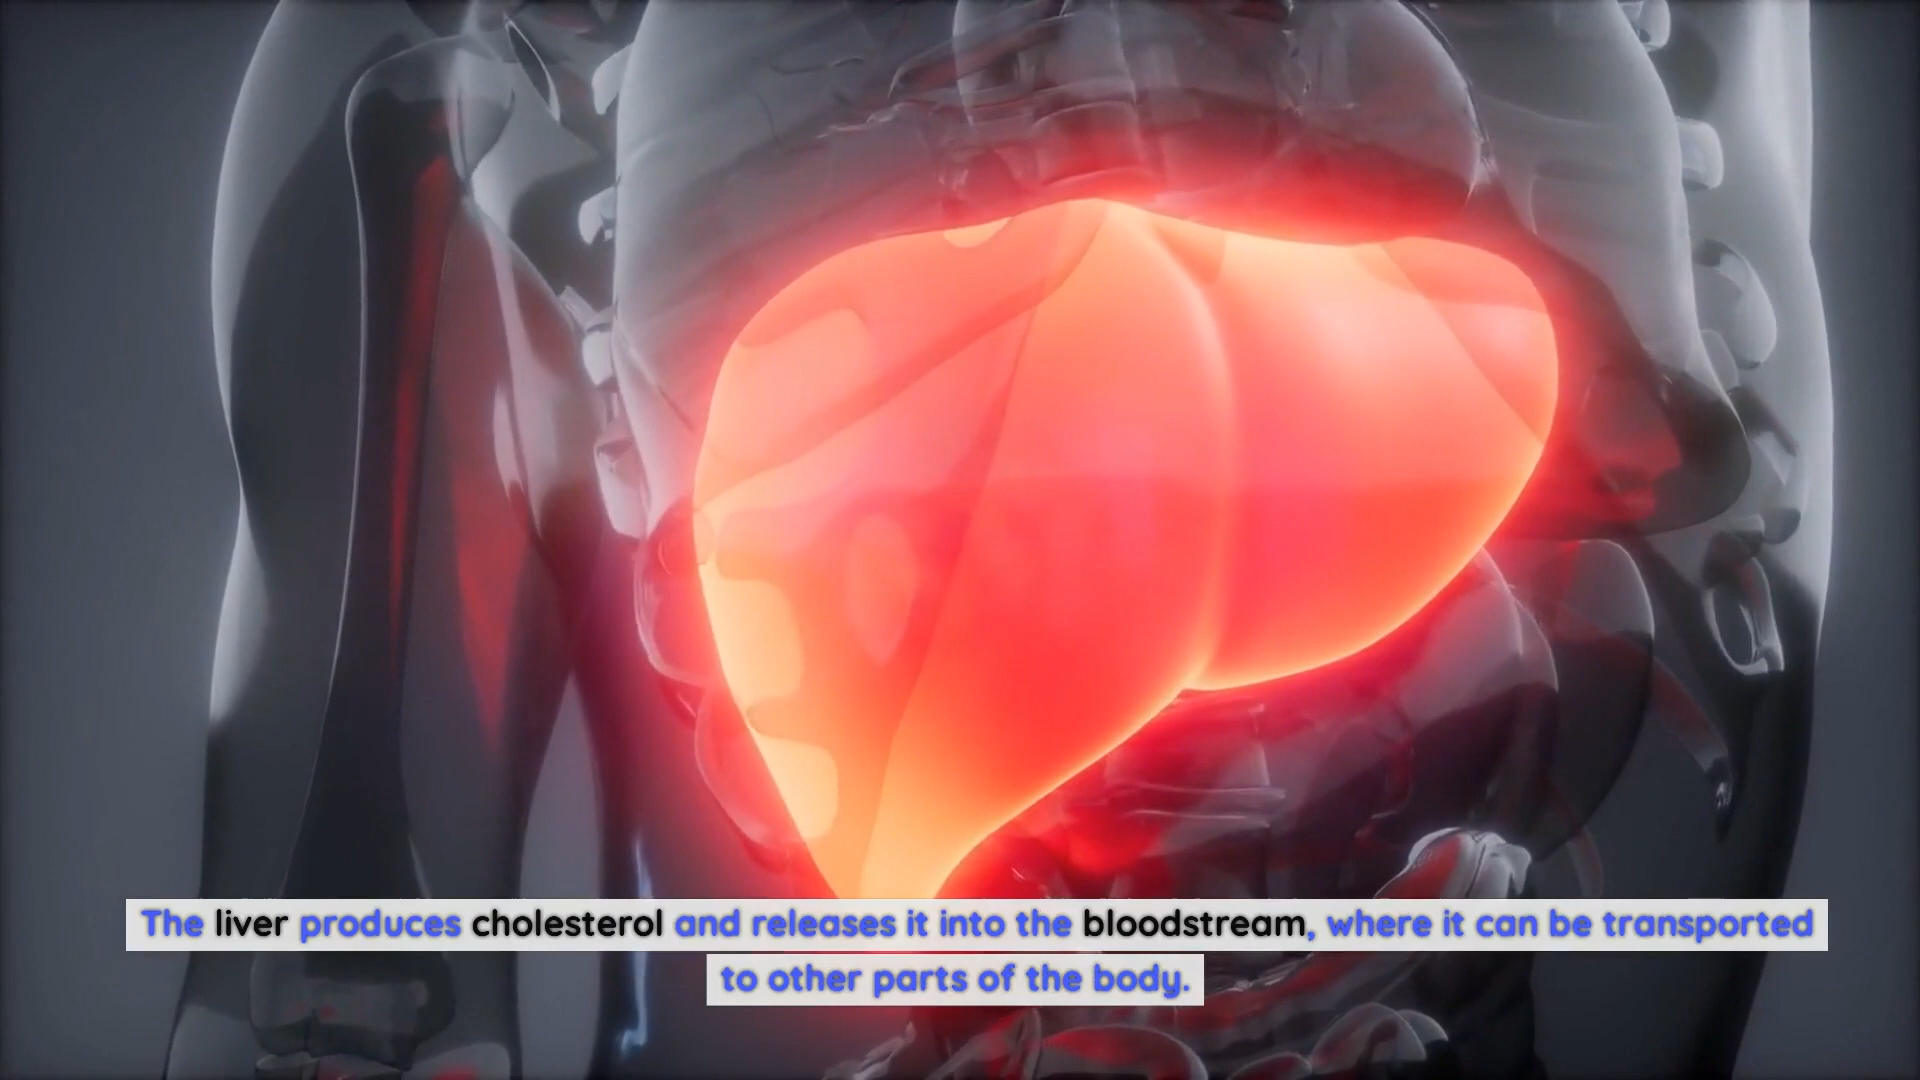 The liver produces cholesterol and releases it into the bloodstream, where it can be transported
to other parts of the body.